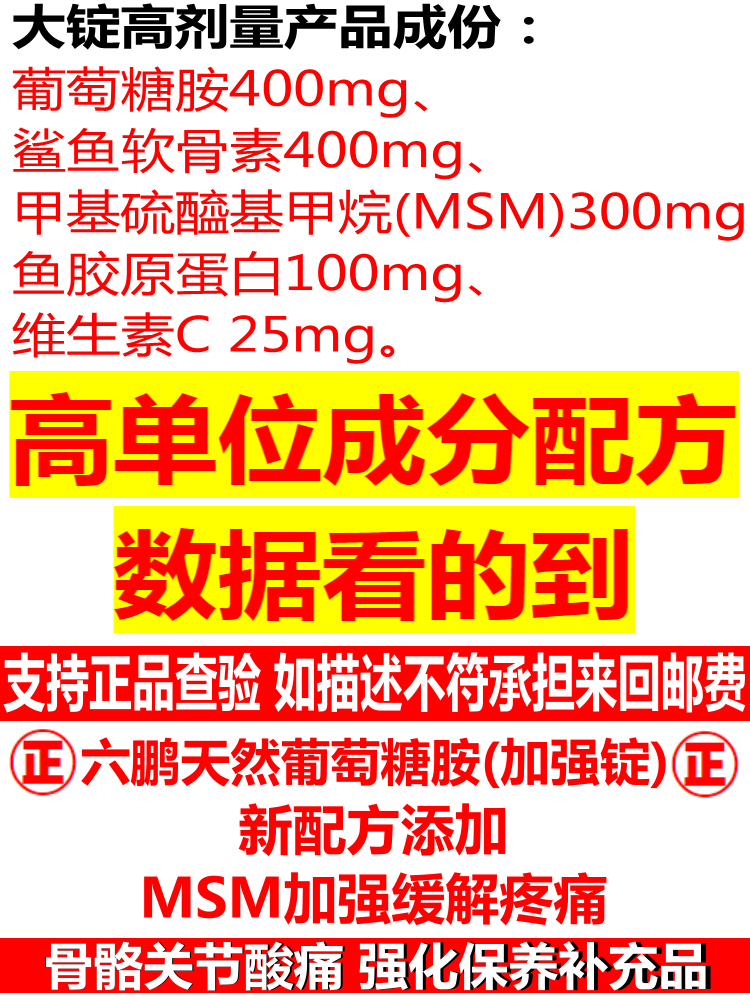 大锭高剂量产品成份：
葡萄糖胺400mg、
鲨鱼软骨素400mg、
甲基硫醯基甲烷(MSM)300mg
鱼胶原蛋白100mg、
维生素C 25mg。
高单位成分配方
数据看的到
支持正品查验 如描述不符承担来回邮费
正 六鹏天然葡萄糖胺(加强锭) 正
新配方添加
MSM加强缓解疼痛
骨骼关节酸痛 强化保养补充品